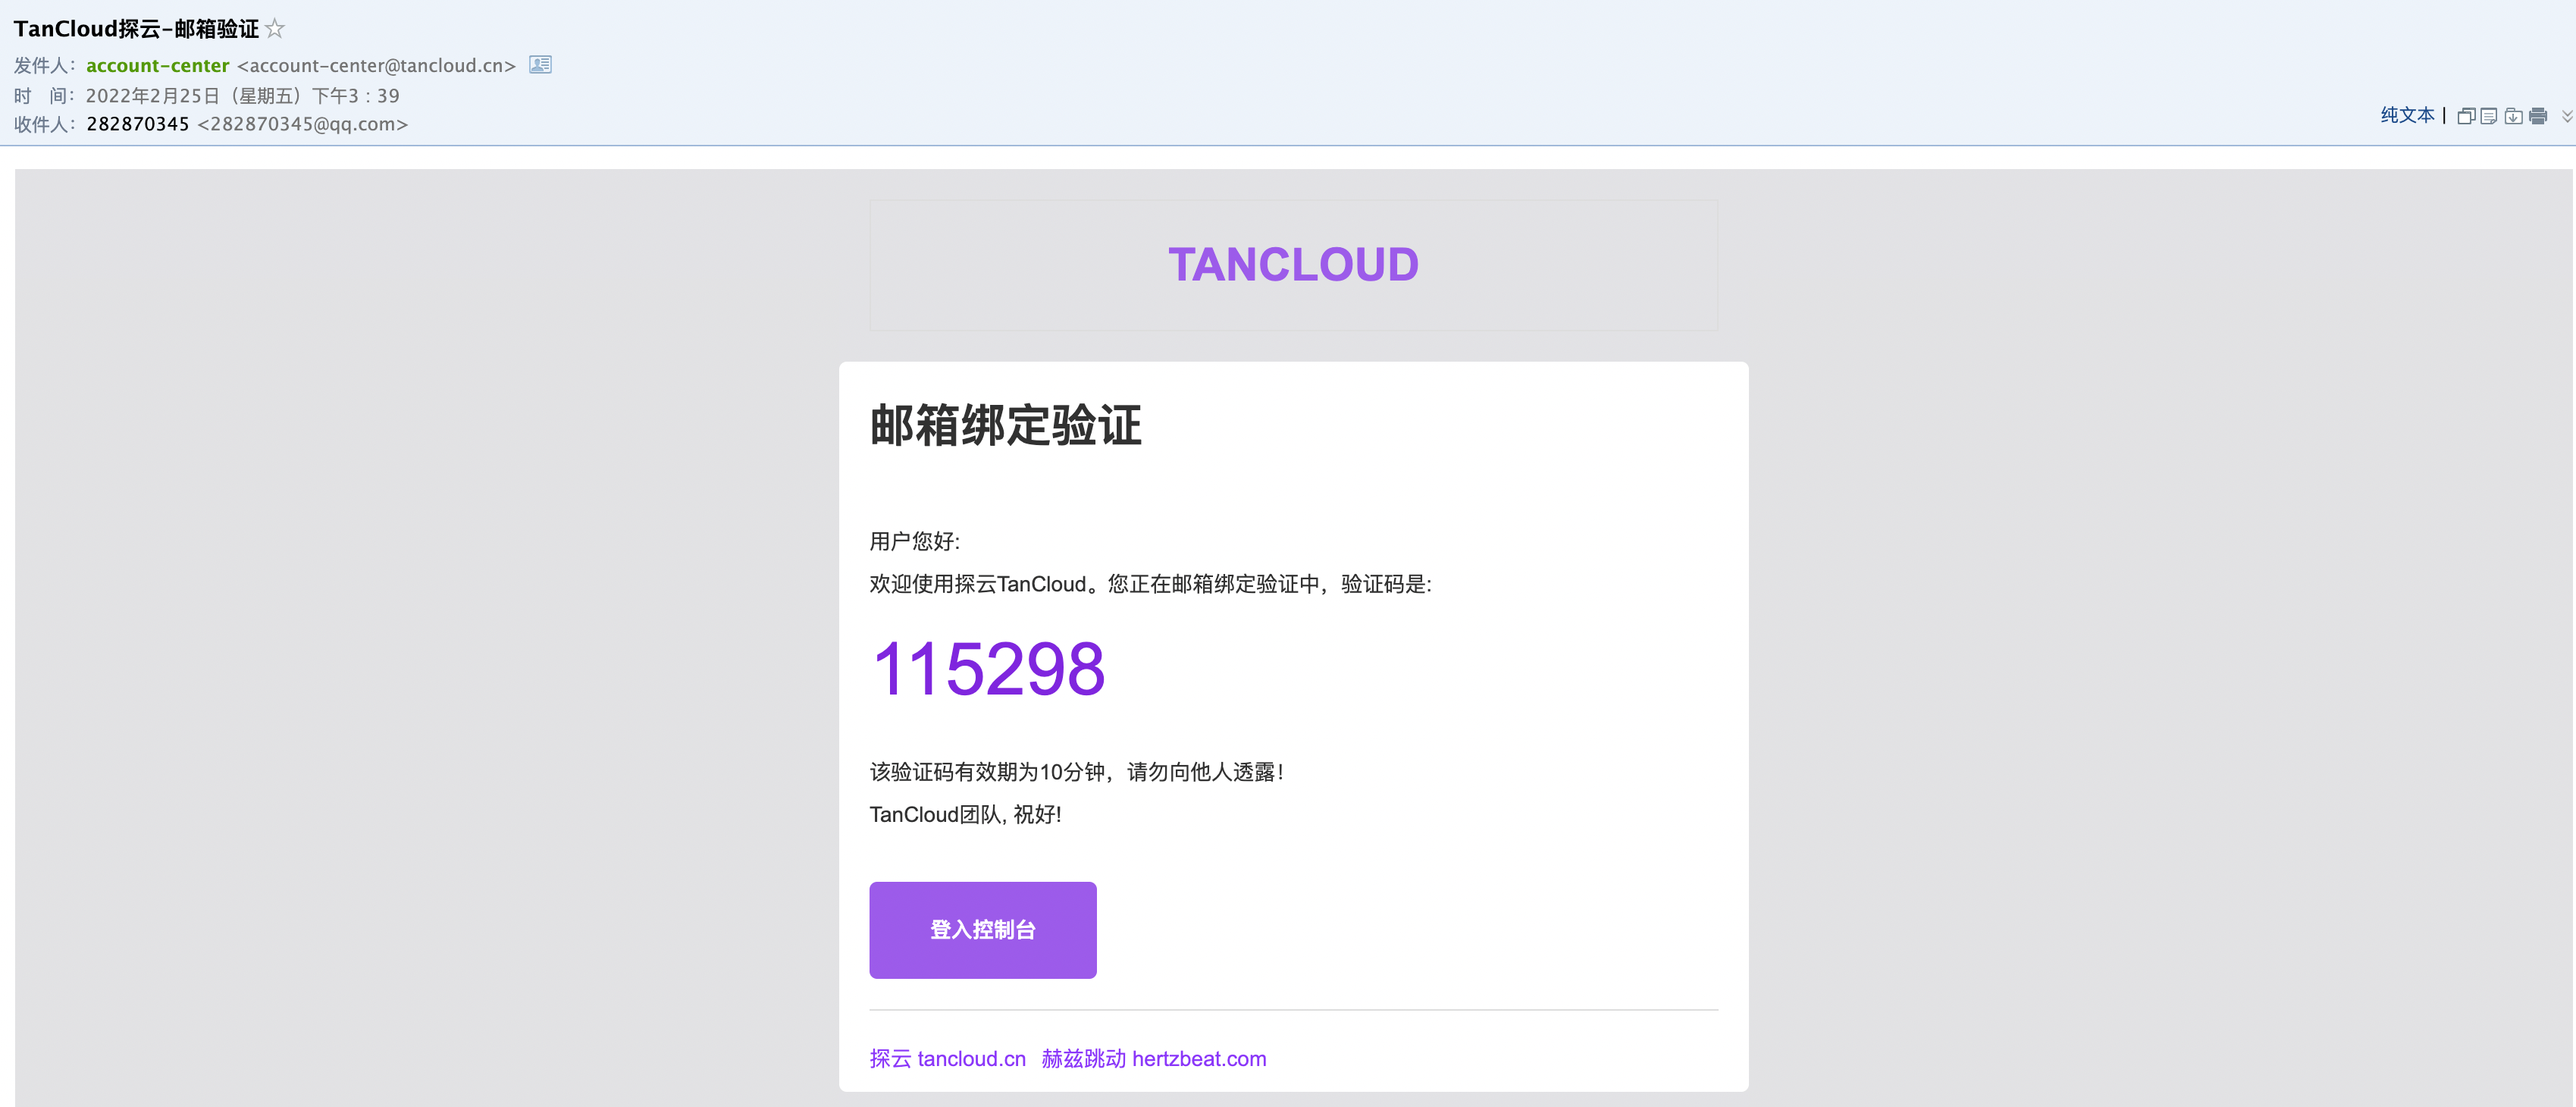 TanCloud探云-邮箱验证
发件人：account-center <account-center@tancloud.cn>
时 间：2022年2月25日（星期五）下午3：39
收件人：282870345 <282870345@qq.com>
纯文本 |
TANCLOUD
邮箱绑定验证
用户您好:
欢迎使用探云TanCloud。您正在邮箱绑定验证中，验证码是:
115298
该验证码有效期为10分钟，请勿向他人透露！
TanCloud团队, 祝好!
登入控制台
探云 tancloud.cn 赫兹跳动 hertzbeat.com